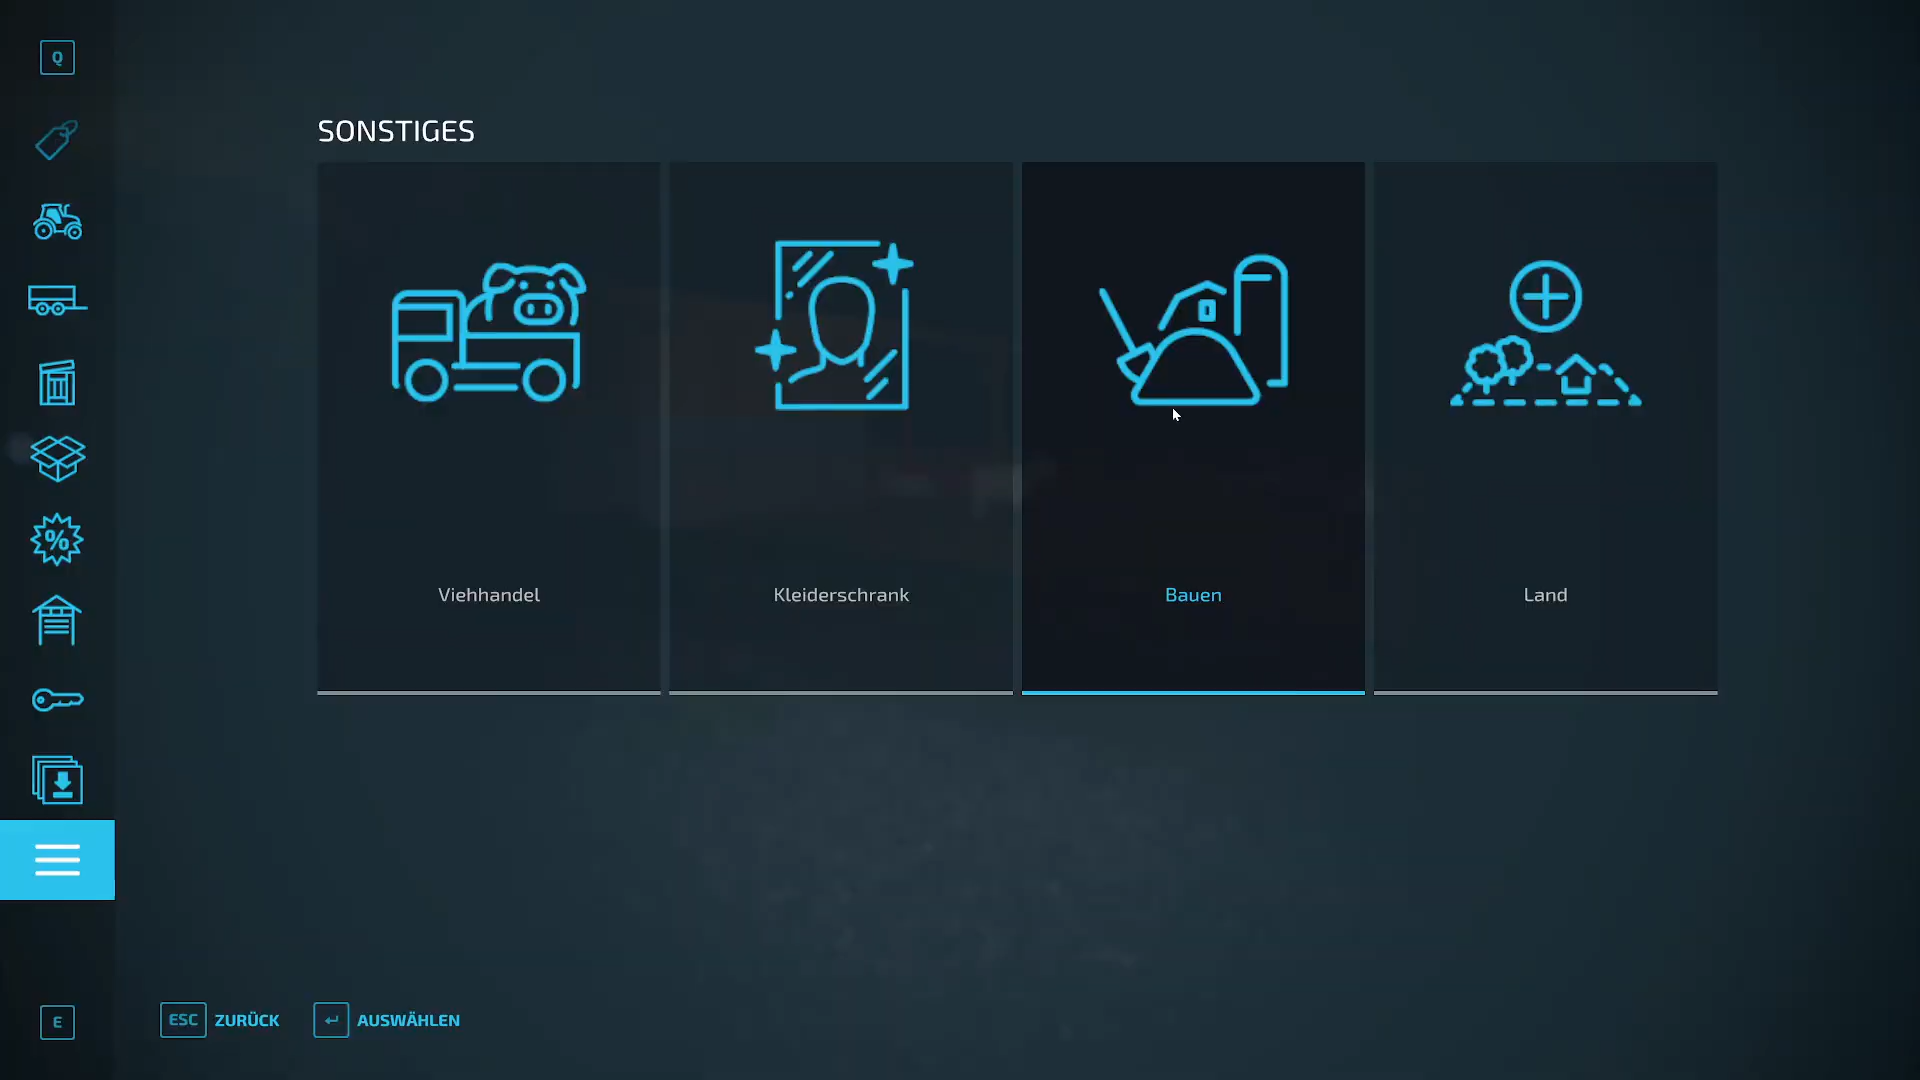 Q
SONSTIGES
%
Viehhandel
Kleiderschrank
Bauen
Land
E
ESC ZURÜCK
AUSWÄHLEN